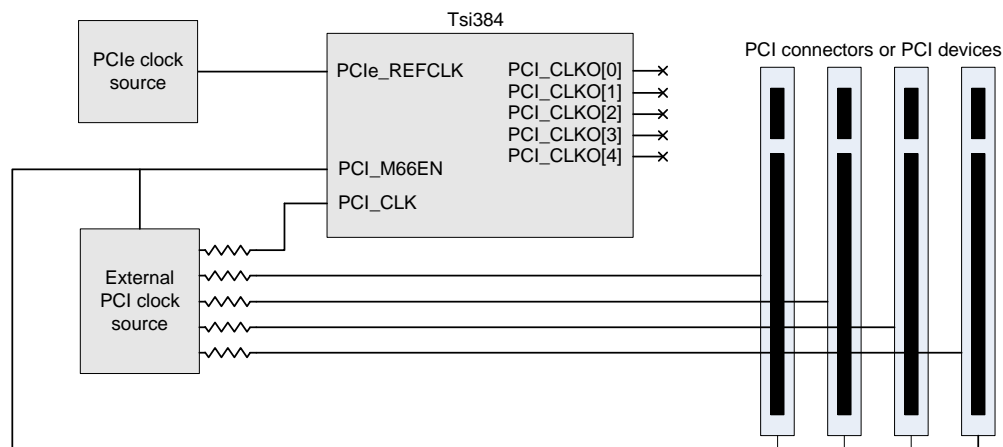 Tsi384
PCIe clock
source
PCIe_REFCLK
PCI_CLKO[0]
PCI_CLKO[1]
PCI_CLKO[2]
PCI_CLKO[3]
PCI_CLKO[4]
PCI connectors or PCI devices
PCI_M66EN
PCI_CLK
External
PCI clock
source